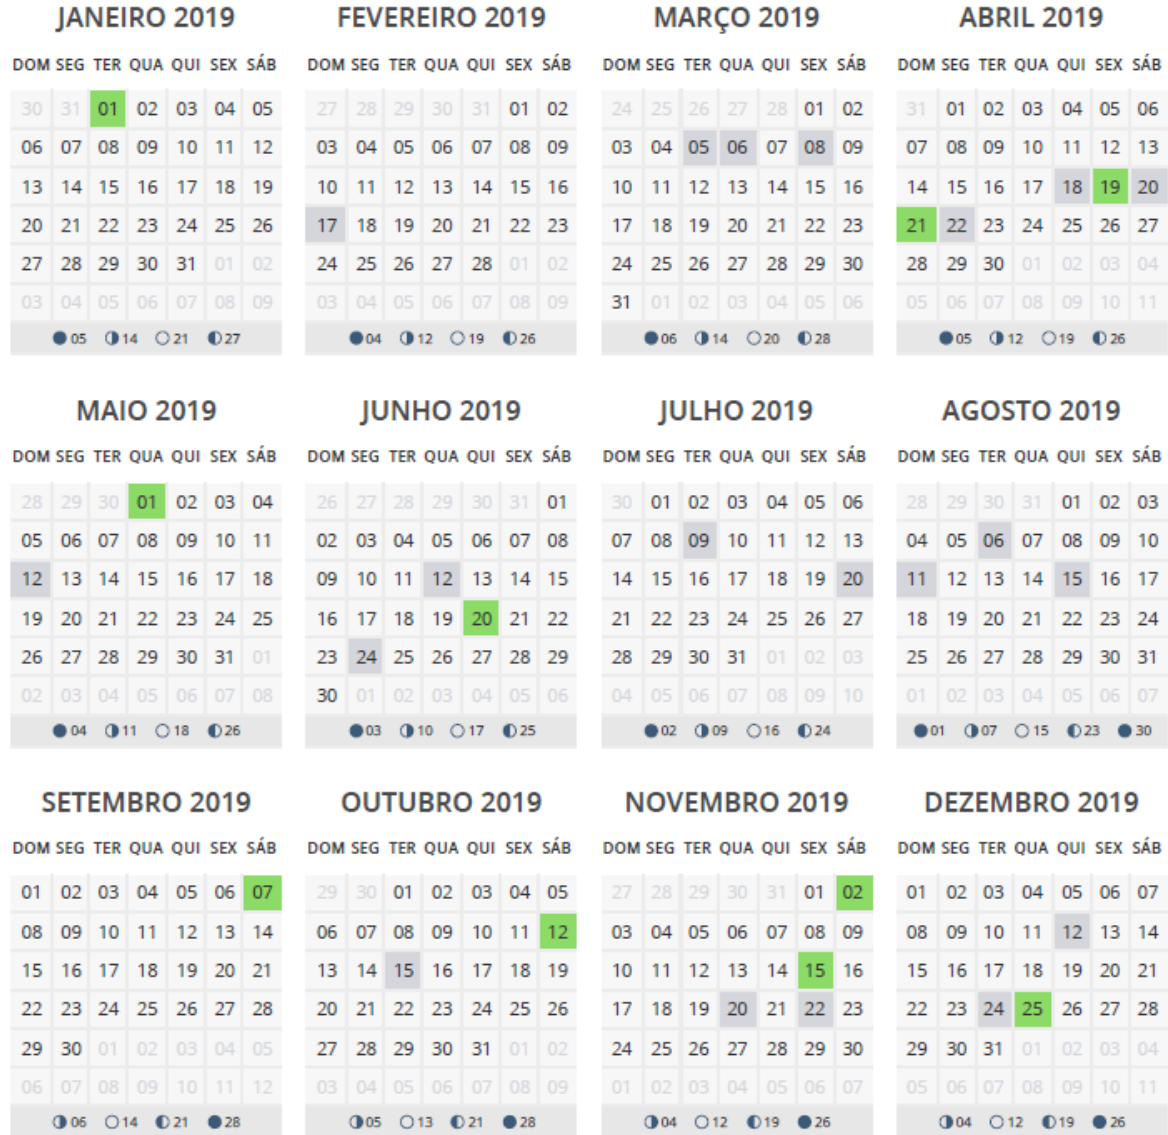 JANEIRO 2019
DOM SEG TER QUA QUI SEX SÁB
30 31 01 02 03 04 05
06 07 08 09 10 11 12
13 14 15 16 17 18 19
20 21 22 23 24 25 26
27 28 29 30 31 01 02
03 04 05 06 07 08 09
05 14 21 27
FEVEREIRO 2019
DOM SEG TER QUA QUI SEX SÁB
27 28 29 30 31 01 02
03 04 05 06 07 08 09
10 11 12 13 14 15 16
17 18 19 20 21 22 23
24 25 26 27 28 01 02
03 04 05 06 07 08 09
04 12 19 26
MARÇO 2019
DOM SEG TER QUA QUI SEX SÁB
24 25 26 27 28 01 02
03 04 05 06 07 08 09
10 11 12 13 14 15 16
17 18 19 20 21 22 23
24 25 26 27 28 29 30
31 01 02 03 04 05 06
06 14 20 28
ABRIL 2019
DOM SEG TER QUA QUI SEX SÁB
31 01 02 03 04 05 06
07 08 09 10 11 12 13
14 15 16 17 18 19 20
21 22 23 24 25 26 27
28 29 30 01 02 03 04
05 06 07 08 09 10 11
05 12 19 26
MAIO 2019
DOM SEG TER QUA QUI SEX SÁB
28 29 30 01 02 03 04
05 06 07 08 09 10 11
12 13 14 15 16 17 18
19 20 21 22 23 24 25
26 27 28 29 30 31 01
02 03 04 05 06 07 08
04 11 18 26
JUNHO 2019
DOM SEG TER QUA QUI SEX SÁB
26 27 28 29 30 31 01
02 03 04 05 06 07 08
09 10 11 12 13 14 15
16 17 18 19 20 21 22
23 24 25 26 27 28 29
30 01 02 03 04 05 06
03 10 17 25
JULHO 2019
DOM SEG TER QUA QUI SEX SÁB
30 01 02 03 04 05 06
07 08 09 10 11 12 13
14 15 16 17 18 19 20
21 22 23 24 25 26 27
28 29 30 31 01 02 03
04 05 06 07 08 09 10
02 09 16 24
AGOSTO 2019
DOM SEG TER QUA QUI SEX SÁB
28 29 30 31 01 02 03
04 05 06 07 08 09 10
11 12 13 14 15 16 17
18 19 20 21 22 23 24
25 26 27 28 29 30 31
01 02 03 04 05 06 07
01 07 15 23 30
SETEMBRO 2019
DOM SEG TER QUA QUI SEX SÁB
01 02 03 04 05 06 07
08 09 10 11 12 13 14
15 16 17 18 19 20 21
22 23 24 25 26 27 28
29 30 01 02 03 04 05
06 07 08 09 10 11 12
06 14 21 28
OUTUBRO 2019
DOM SEG TER QUA QUI SEX SÁB
29 30 01 02 03 04 05
06 07 08 09 10 11 12
13 14 15 16 17 18 19
20 21 22 23 24 25 26
27 28 29 30 31 01 02
03 04 05 06 07 08 09
05 13 21 28
NOVEMBRO 2019
DOM SEG TER QUA QUI SEX SÁB
27 28 29 30 31 01 02
03 04 05 06 07 08 09
10 11 12 13 14 15 16
17 18 19 20 21 22 23
24 25 26 27 28 29 30
01 02 03 04 05 06 07
04 12 19 26
DEZEMBRO 2019
DOM SEG TER QUA QUI SEX SÁB
01 02 03 04 05 06 07
08 09 10 11 12 13 14
15 16 17 18 19 20 21
22 23 24 25 26 27 28
29 30 31 01 02 03 04
05 06 07 08 09 10 11
04 12 19 26